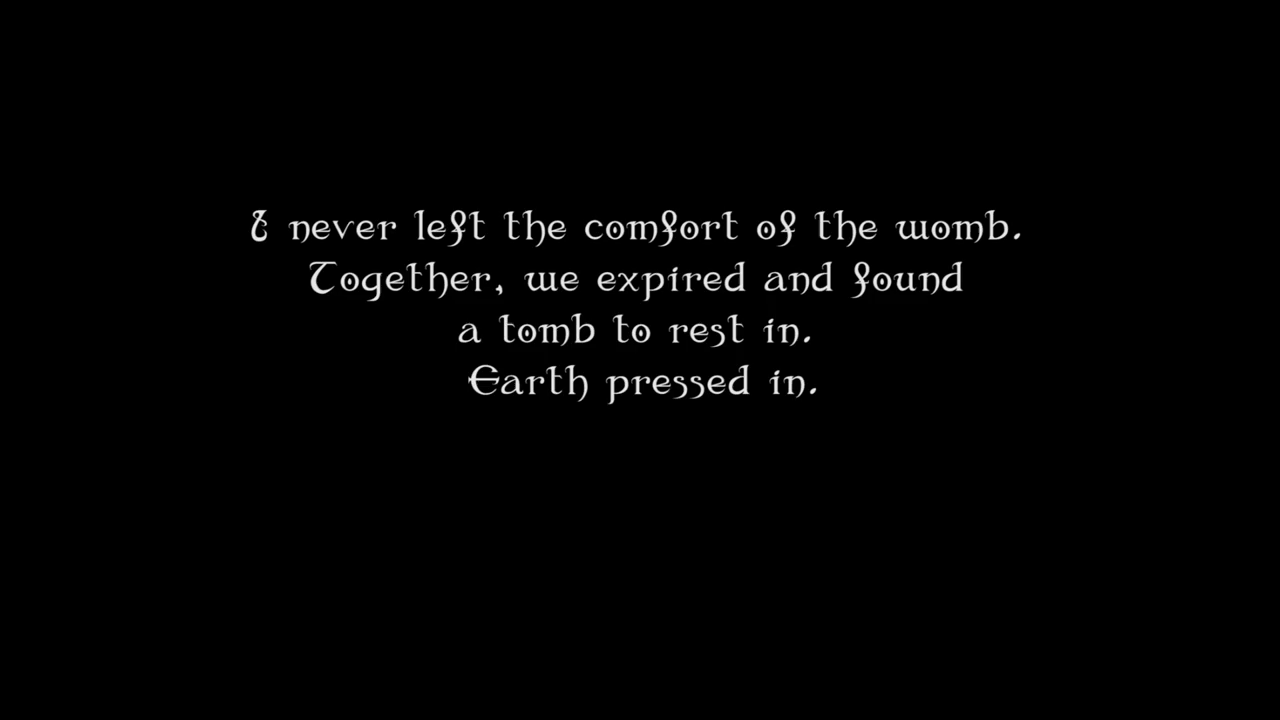 I never left the comfort of the womb.
Together, we expired and found
a tomb to rest in.
Earth pressed in.